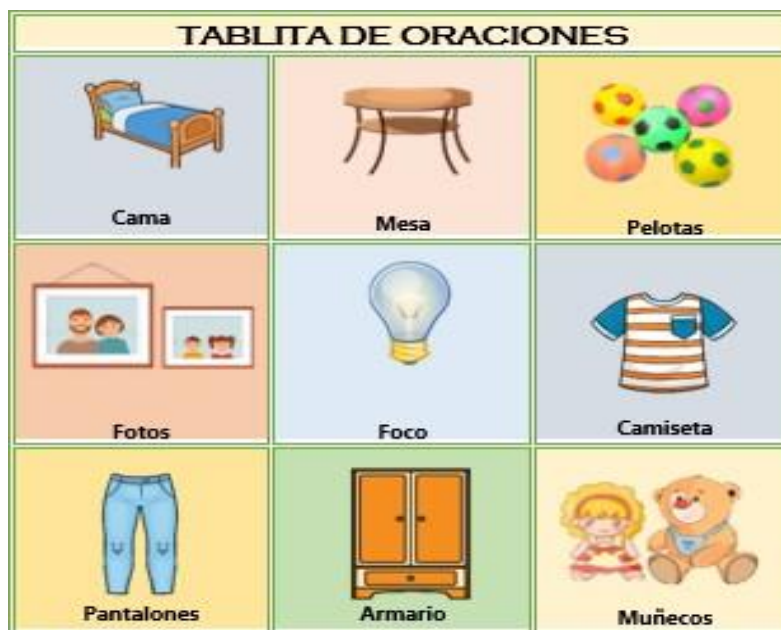 TABLITA DE ORACIONES
Cama
Mesa
Pelotas
Fotos
Foco
Camiseta
Pantalones
Armario
Muñecos